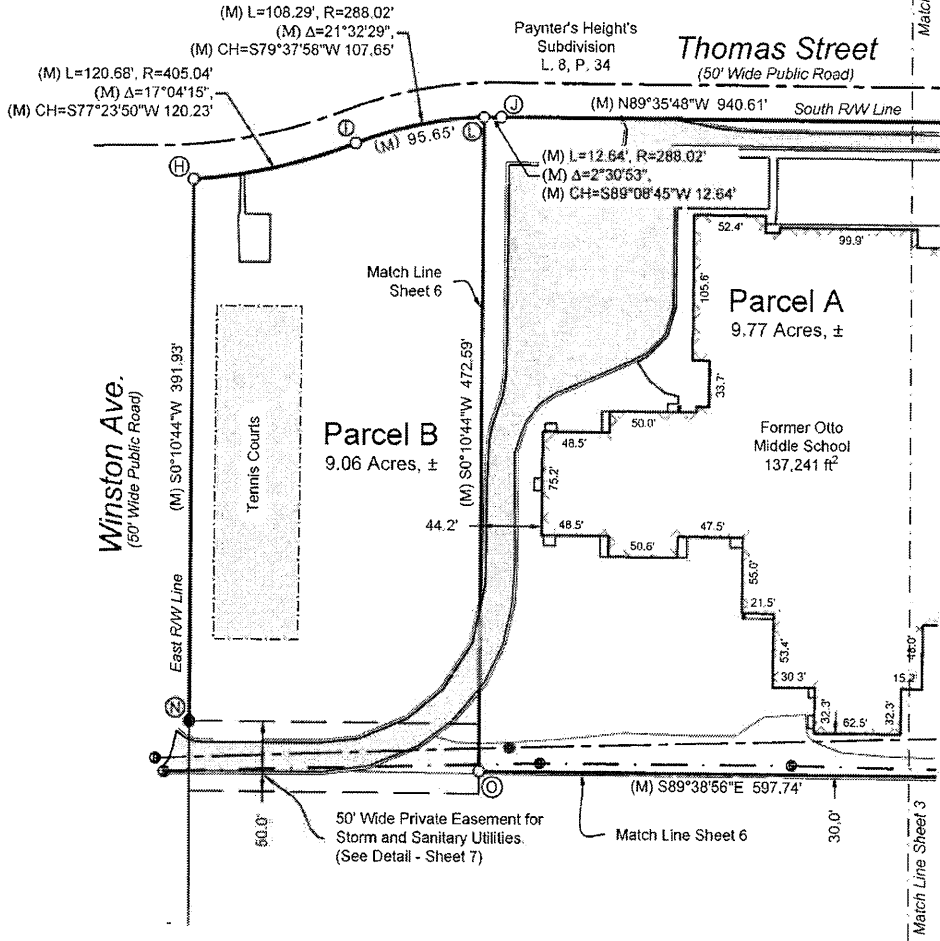 (M) L=108.29', R=288.02'
(M) Δ=21°32'29",
(M) CH=S79°37'58"W 107.65'
(M) L=120.68', R=405.04'
(M) Δ=17°04'15",
(M) CH=S77°23'50"W 120.23'
Paynter's Height's
Subdivision
L. 8, P. 34
Thomas Street
(50' Wide Public Road)
(M) N89°35'48"W 940.61'
South R/W Line
H
I
(M) 95.65'
L
J
(M) L=12.64', R=288.02'
(M) Δ=2°30'53",
(M) CH=S89°08'45"W 12.64'
52.4'
99.9'
105.6'
33.7'
Match Line
Sheet 6
Parcel A
9.77 Acres, ±
Former Otto
Middle School
137,241 ft²
Winston Ave.
(50' Wide Public Road)
(M) S0°10'44"W 391.93'
East R/W Line
Tennis Courts
Parcel B
9.06 Acres, ±
(M) S0°10'44"W 472.59'
44.2'
50.0'
48.5'
75.2'
48.5'
50.6'
47.5'
55.0'
21.5'
53.4'
30.3'
32.3'
62.5'
32.3'
48.0'
N
O
(M) S89°38'56"E 597.74'
50.0'
50' Wide Private Easement for
Storm and Sanitary Utilities.
(See Detail - Sheet 7)
Match Line Sheet 6
30.0'
Match Line Sheet 3